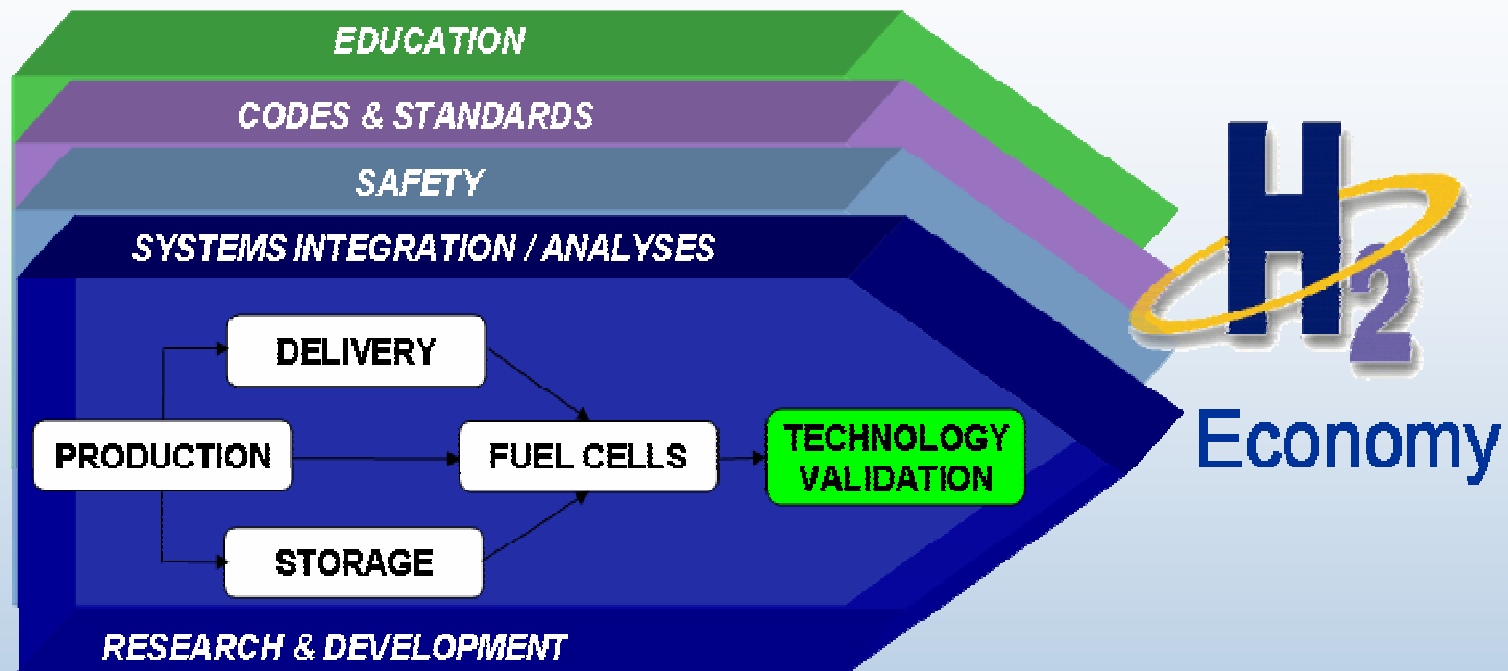 EDUCATION
CODES & STANDARDS
SAFETY
SYSTEMS INTEGRATION / ANALYSES
DELIVERY
PRODUCTION
FUEL CELLS
TECHNOLOGY
VALIDATION
STORAGE
RESEARCH & DEVELOPMENT
H2
Economy